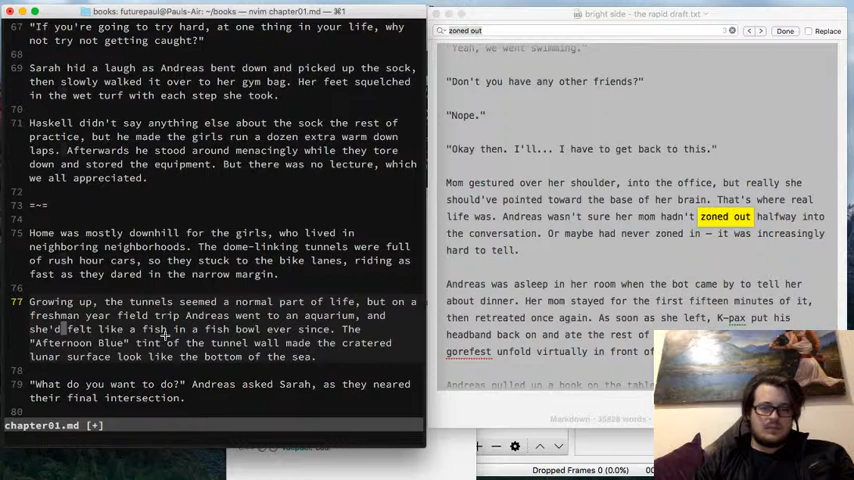 books: futurepaul@Pauls-Air: ~/books — nvim chapter01.md — ⌘1
67 "If you're going to try hard, at one thing in your life, why
not try not getting caught?"
68
69 Sarah hid a laugh as Andreas bent down and picked up the sock,
then slowly walked it over to her gym bag. Her feet squelched
in the wet turf with each step she took.
70
71 Haskell didn't say anything else about the sock the rest of
practice, but he made the girls run a dozen extra warm down
laps. Afterwards he stood around menacingly while they tore
down and stored the equipment. But there was no lecture, which
we all appreciated.
72
73 =~=
74
75 Home was mostly downhill for the girls, who lived in
neighboring neighborhoods. The dome-linking tunnels were full
of rush hour cars, so they stuck to the bike lanes, riding as
fast as they dared in the narrow margin.
76
77 Growing up, the tunnels seemed a normal part of life, but on a
freshman year field trip Andreas went to an aquarium, and
she'd felt like a fish in a fish bowl ever since. The
"Afternoon Blue" tint of the tunnel wall made the cratered
lunar surface look like the bottom of the sea.
78
79 "What do you want to do?" Andreas asked Sarah, as they neared
their final intersection.
80
chapter01.md [+]
bright side - the rapid draft.txt
zoned out
3
Done
Replace
"Yeah, we went swimming."
"Don't you have any other friends?"
"Nope."
"Okay then. I'll... I have to get back to this."
Mom gestured over her shoulder, into the office, but really she
should've pointed toward the base of her brain. That's where real
life was. Andreas wasn't sure her mom hadn't zoned out halfway into
the conversation. Or maybe had never zoned in — it was increasingly
hard to tell.
Andreas was asleep in her room when the bot came by to tell her
about dinner. Her mom stayed for the first fifteen minutes of it,
then retreated once again. As soon as she left, K-pax put his
headband back on and ate the rest of
gorefest unfold virtually in front of
Andreas pulled up a book on the table
Markdown - 35828 words
Dropped Frames 0 (0.0%)